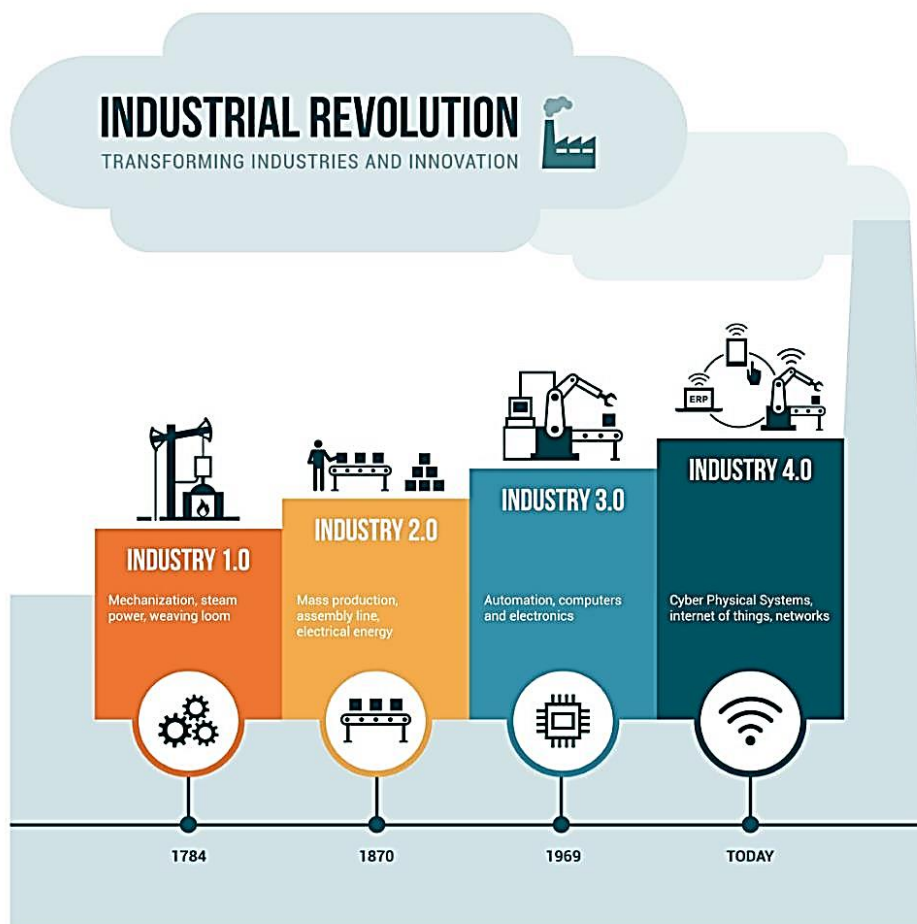 INDUSTRIAL REVOLUTION
TRANSFORMING INDUSTRIES AND INNOVATION
ERP
INDUSTRY 1.0
Mechanization, steam
power, weaving loom
INDUSTRY 2.0
Mass production,
assembly line,
electrical energy
INDUSTRY 3.0
Automation, computers
and electronics
INDUSTRY 4.0
Cyber Physical Systems,
internet of things, networks
1784
1870
1969
TODAY